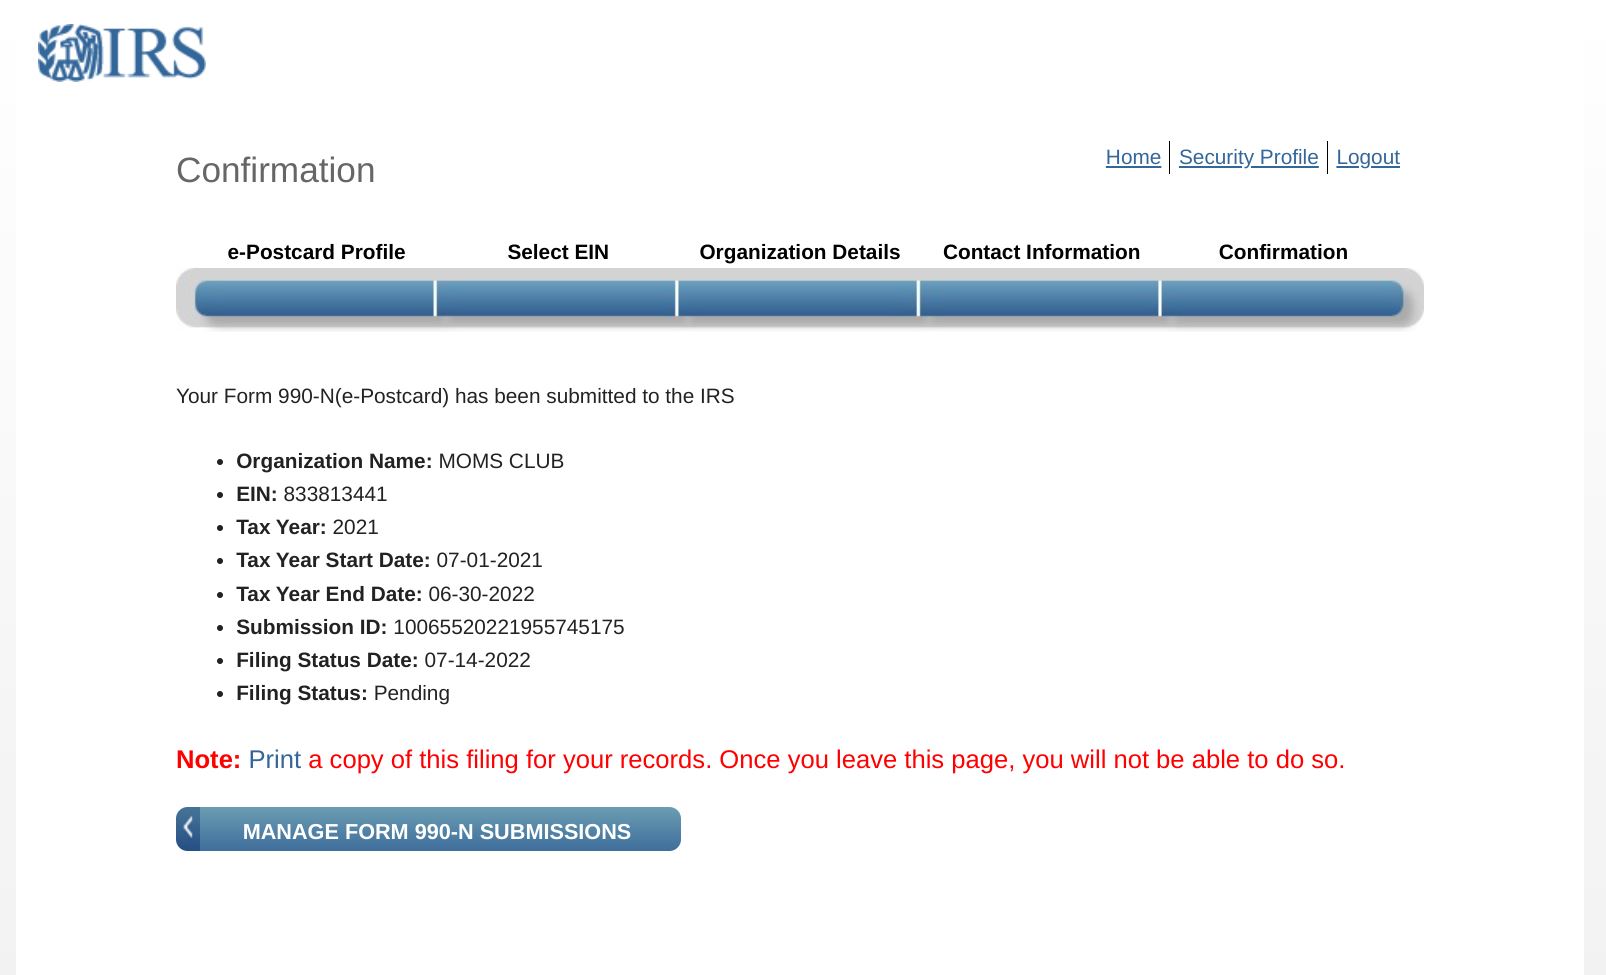 IRS
Confirmation
Home Security Profile Logout
e-Postcard Profile Select EIN Organization Details Contact Information Confirmation
Your Form 990-N(e-Postcard) has been submitted to the IRS
• Organization Name: MOMS CLUB
• EIN: 833813441
• Tax Year: 2021
• Tax Year Start Date: 07-01-2021
• Tax Year End Date: 06-30-2022
• Submission ID: 10065520221955745175
• Filing Status Date: 07-14-2022
• Filing Status: Pending
Note: Print a copy of this filing for your records. Once you leave this page, you will not be able to do so.
MANAGE FORM 990-N SUBMISSIONS